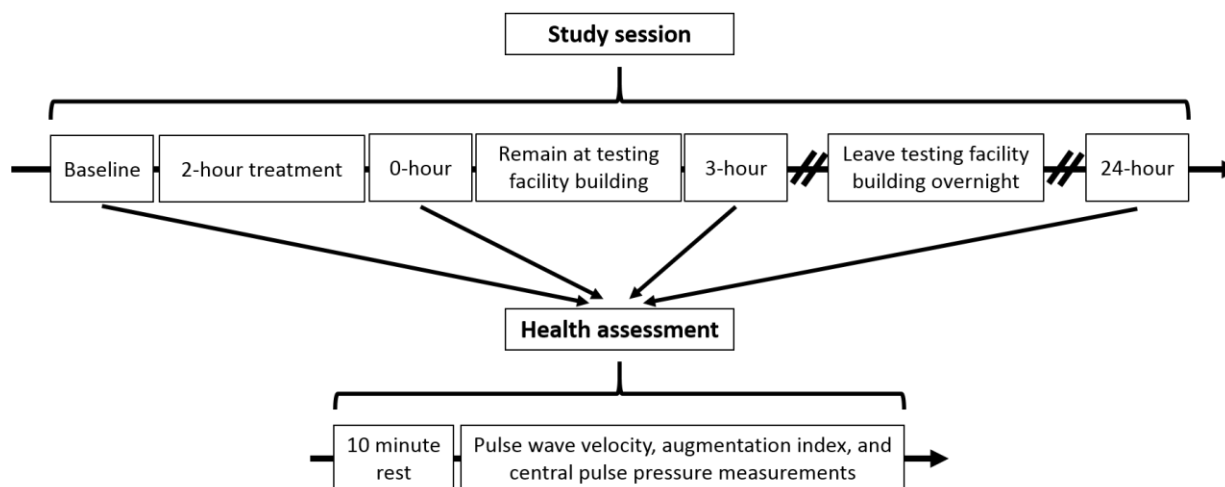 Study session
Baseline
2-hour treatment
0-hour
Remain at testing
facility building
3-hour
Leave testing facility
building overnight
24-hour
Health assessment
10 minute
rest
Pulse wave velocity, augmentation index, and
central pulse pressure measurements